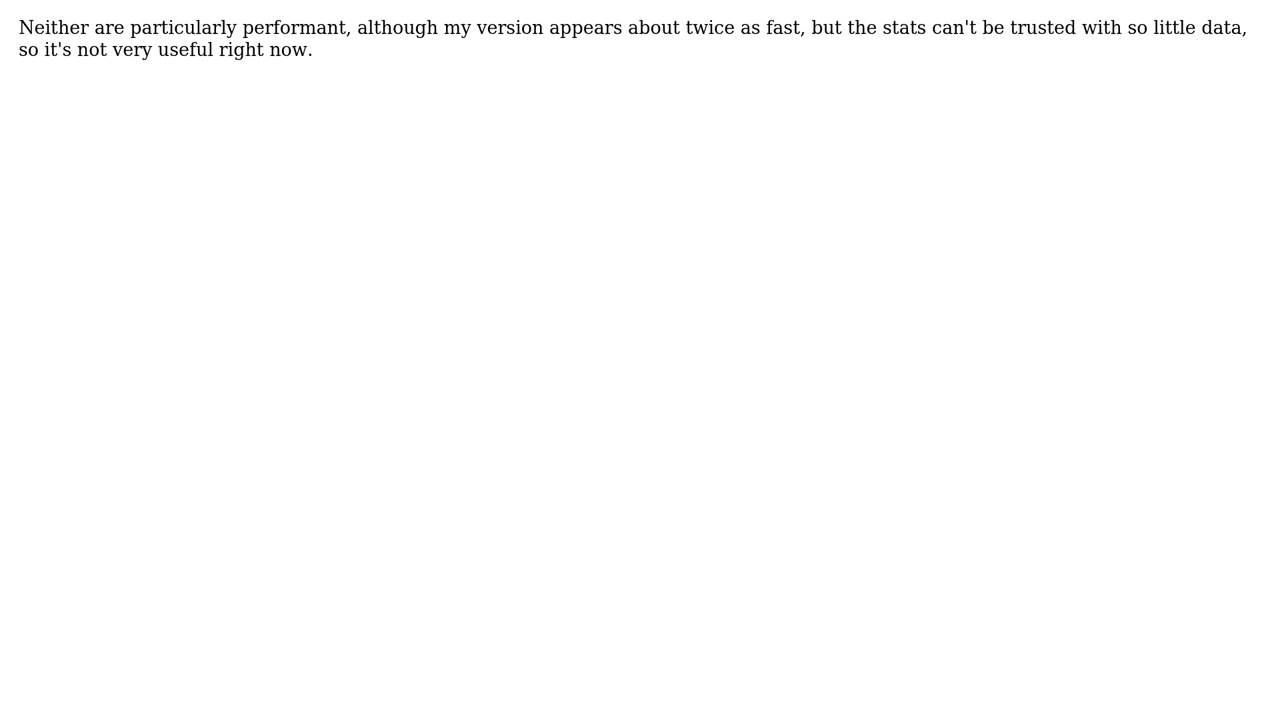 Neither are particularly performant, although my version appears about twice as fast, but the stats can't be trusted with so little data,
so it's not very useful right now.